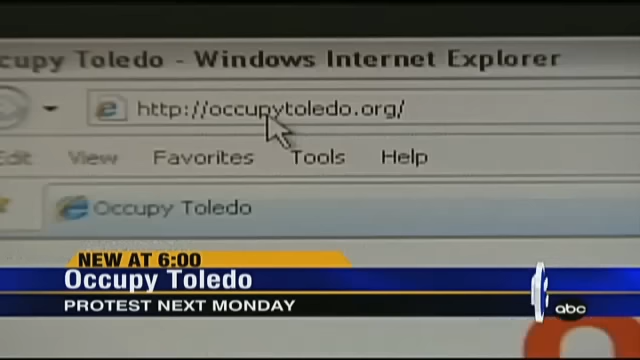 cupy Toledo - Windows Internet Explorer
http://occupytoledo.org/
Edit View Favorites Tools Help
Occupy Toledo
NEW AT 6:00
Occupy Toledo
PROTEST NEXT MONDAY
abc